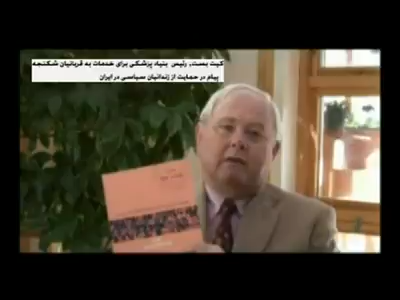 کیت بست، رئیس بنیاد پزشکی برای خدمات به قربانیان شکنجه
پیام در حمایت از زندانیان سیاسی در ایران